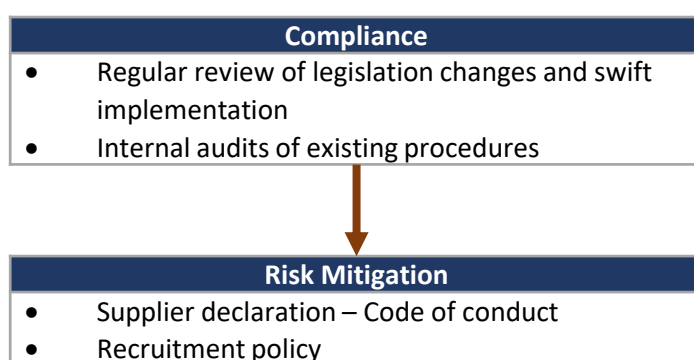 Compliance
• Regular review of legislation changes and swift
implementation
• Internal audits of existing procedures
Risk Mitigation
• Supplier declaration – Code of conduct
• Recruitment policy